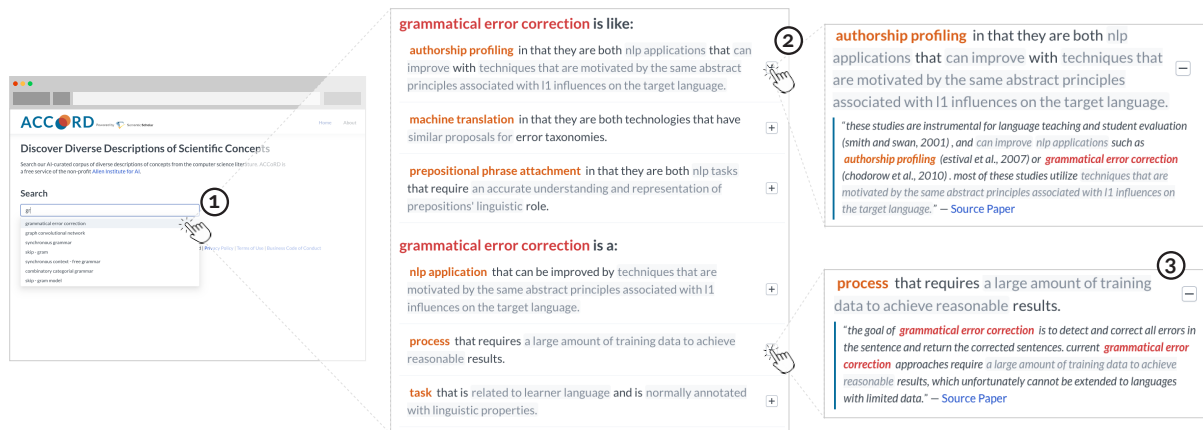 ACCORD Powered by Semantic Scholar
Home About
Discover Diverse Descriptions of Scientific Concepts
Search our AI-curated corpus of diverse descriptions of concepts from the computer science literature. ACCoRD is
a free service of the non-profit Allen Institute for AI.
Search
gr
grammatical error correction
graph convolutional network
synchronous grammar
skip - gram
synchronous context - free grammar
combinatory categorial grammar
skip - gram model
| Privacy Policy | Terms of Use | Business Code of Conduct
1
grammatical error correction is like:
authorship profiling in that they are both nlp applications that can
improve with techniques that are motivated by the same abstract
principles associated with l1 influences on the target language.
machine translation in that they are both technologies that have
similar proposals for error taxonomies.
+
prepositional phrase attachment in that they are both nlp tasks
that require an accurate understanding and representation of
prepositions' linguistic role.
+
grammatical error correction is a:
nlp application that can be improved by techniques that are
motivated by the same abstract principles associated with l1
influences on the target language.
+
process that requires a large amount of training data to achieve
reasonable results.
task that is related to learner language and is normally annotated
with linguistic properties.
+
2
authorship profiling in that they are both nlp
applications that can improve with techniques that
are motivated by the same abstract principles
associated with l1 influences on the target language.
"these studies are instrumental for language teaching and student evaluation
(smith and swan, 2001) , and can improve nlp applications such as
authorship profiling (estival et al., 2007) or grammatical error correction
(chodorow et al., 2010) . most of these studies utilize techniques that are
motivated by the same abstract principles associated with l1 influences on
the target language." — Source Paper
3
process that requires a large amount of training
data to achieve reasonable results.
"the goal of grammatical error correction is to detect and correct all errors in
the sentence and return the corrected sentences. current grammatical error
correction approaches require a large amount of training data to achieve
reasonable results, which unfortunately cannot be extended to languages
with limited data." — Source Paper